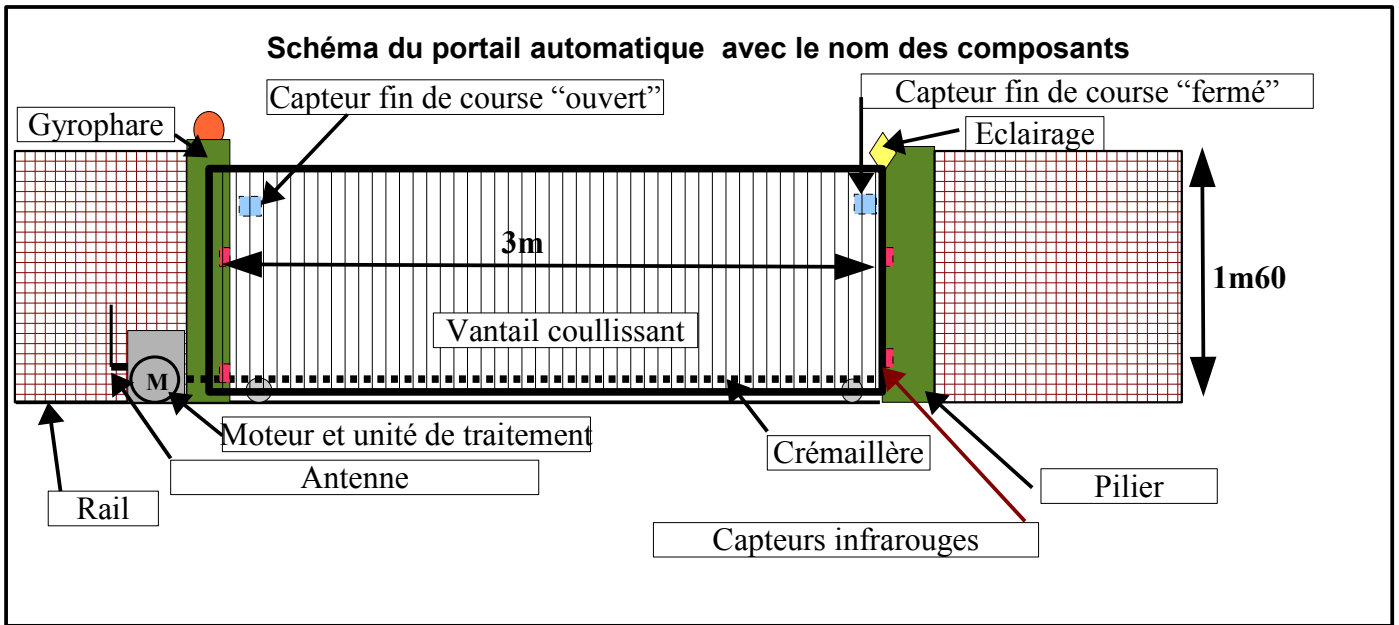 Schéma du portail automatique avec le nom des composants
Capteur fin de course “ouvert”
Capteur fin de course “fermé”
Gyrophare
Eclairage
3m
1m60
Vantail coullissant
M
Moteur et unité de traitement
Crémaillère
Antenne
Pilier
Rail
Capteurs infrarouges